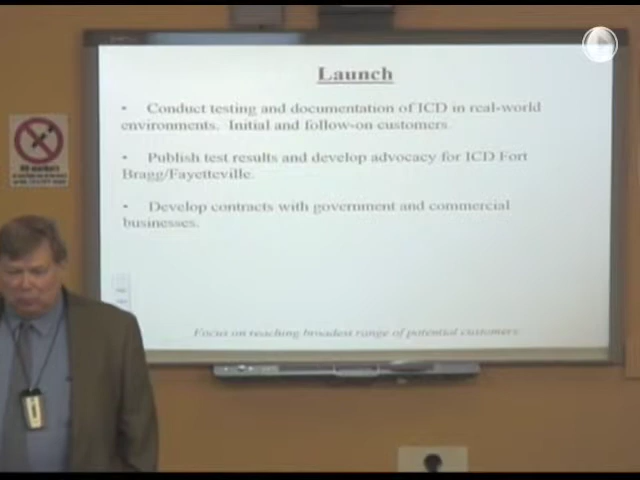 Launch
• Conduct testing and documentation of ICD in real-world
environments. Initial and follow-on customers.
• Publish test results and develop advocacy for ICD Fort
Bragg/Fayetteville.
• Develop contracts with government and commercial
businesses.
Focus on reaching broadest range of potential customers